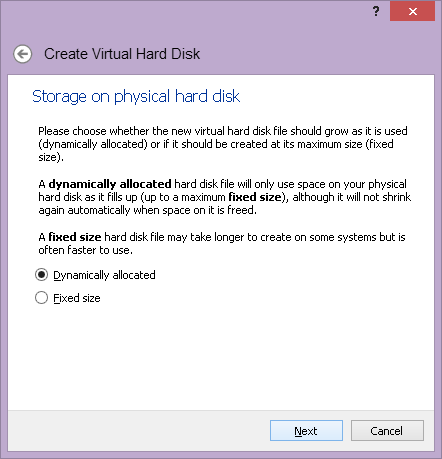 ?
Create Virtual Hard Disk
Storage on physical hard disk
Please choose whether the new virtual hard disk file should grow as it is used
(dynamically allocated) or if it should be created at its maximum size (fixed
size).
A dynamically allocated hard disk file will only use space on your physical
hard disk as it fills up (up to a maximum fixed size), although it will not shrink
again automatically when space on it is freed.
A fixed size hard disk file may take longer to create on some systems but is
often faster to use.
Dynamically allocated
Fixed size
Next Cancel